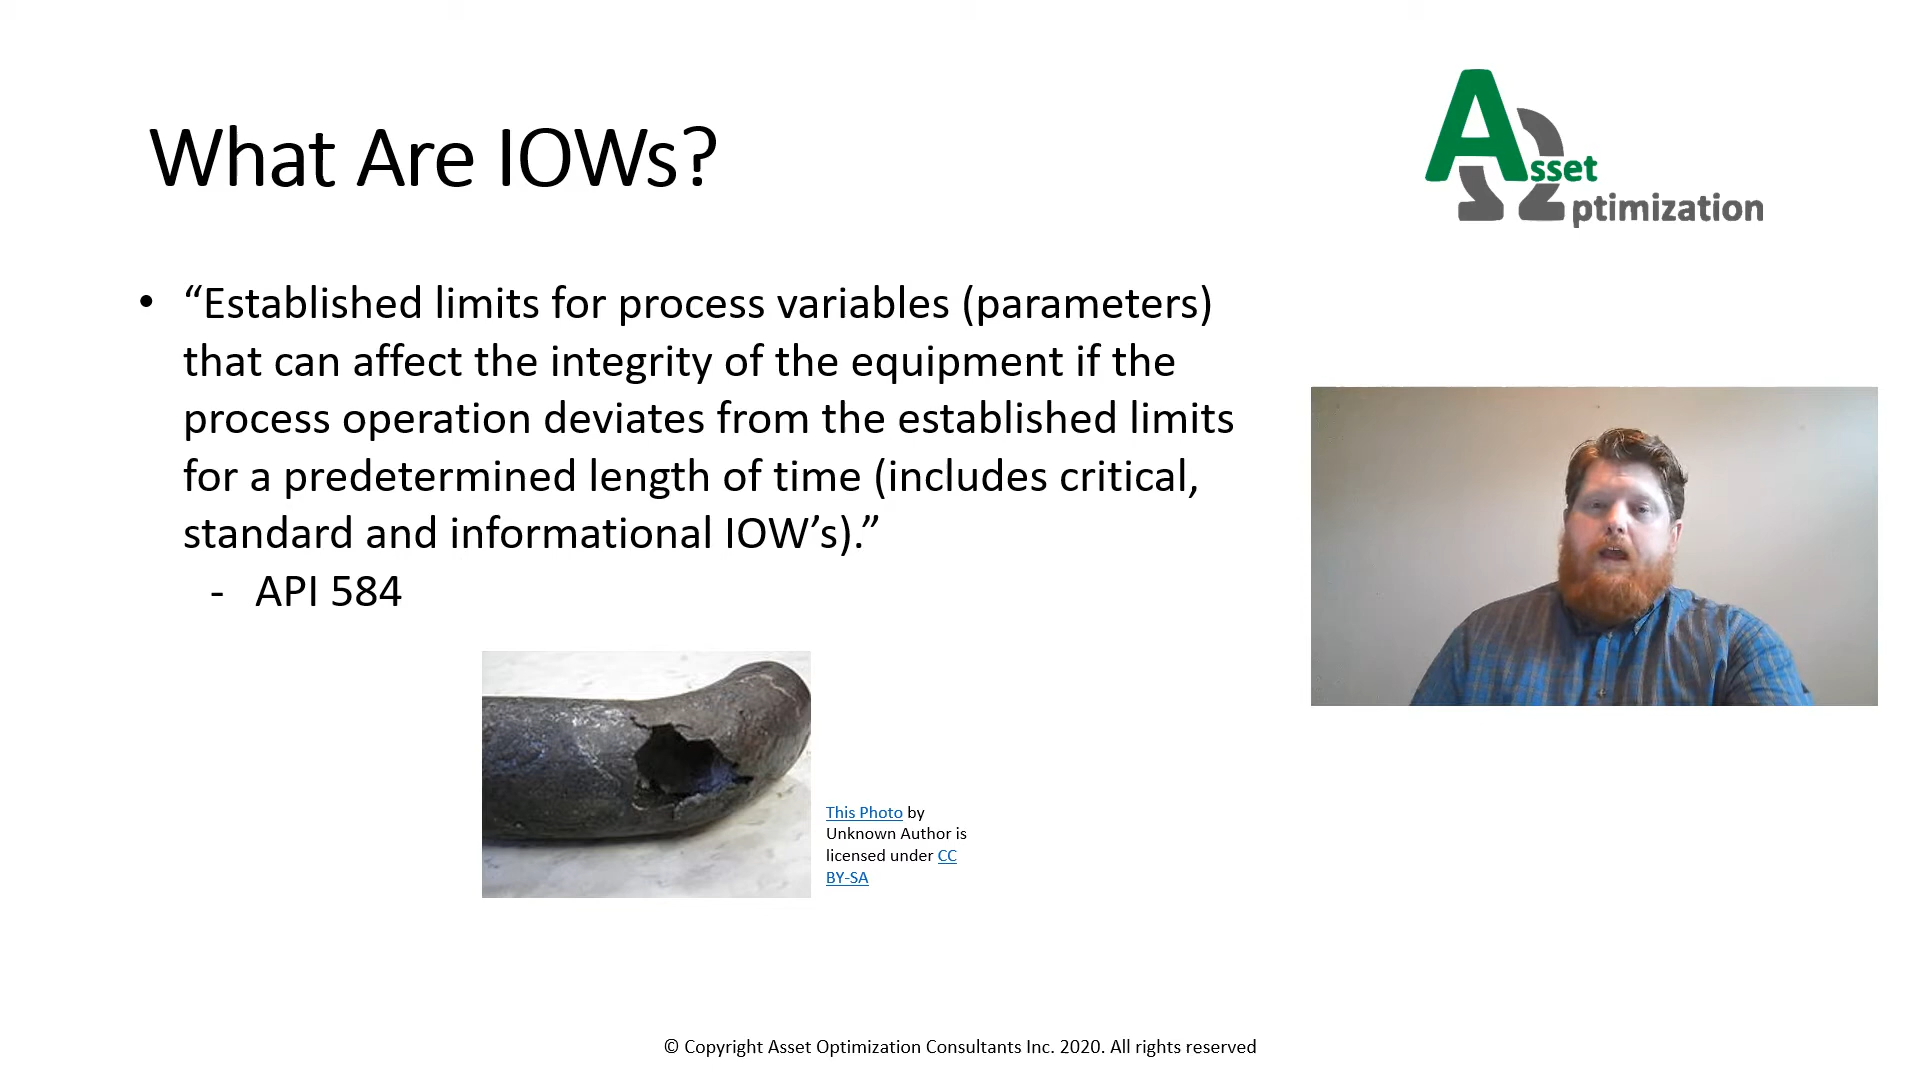 What Are IOWs?
Asset
ptimization
• “Established limits for process variables (parameters)
that can affect the integrity of the equipment if the
process operation deviates from the established limits
for a predetermined length of time (includes critical,
standard and informational IOW’s).”
- API 584
This Photo by
Unknown Author is
licensed under CC
BY-SA
© Copyright Asset Optimization Consultants Inc. 2020. All rights reserved